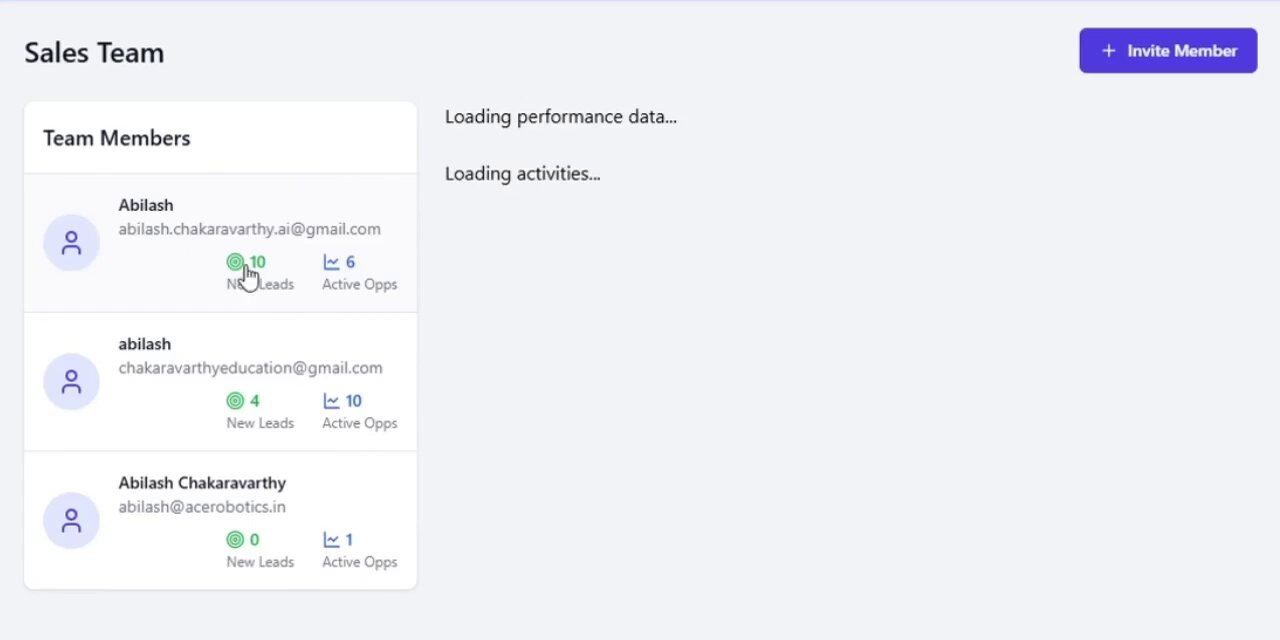 Sales Team
+ Invite Member
Team Members
Loading performance data...
Loading activities...
Abilash
abilash.chakaravarthy.ai@gmail.com
10 6
New Leads Active Opps
abilash
chakaravarthyeducation@gmail.com
4 10
New Leads Active Opps
Abilash Chakaravarthy
abilash@acerobotics.in
0 1
New Leads Active Opps